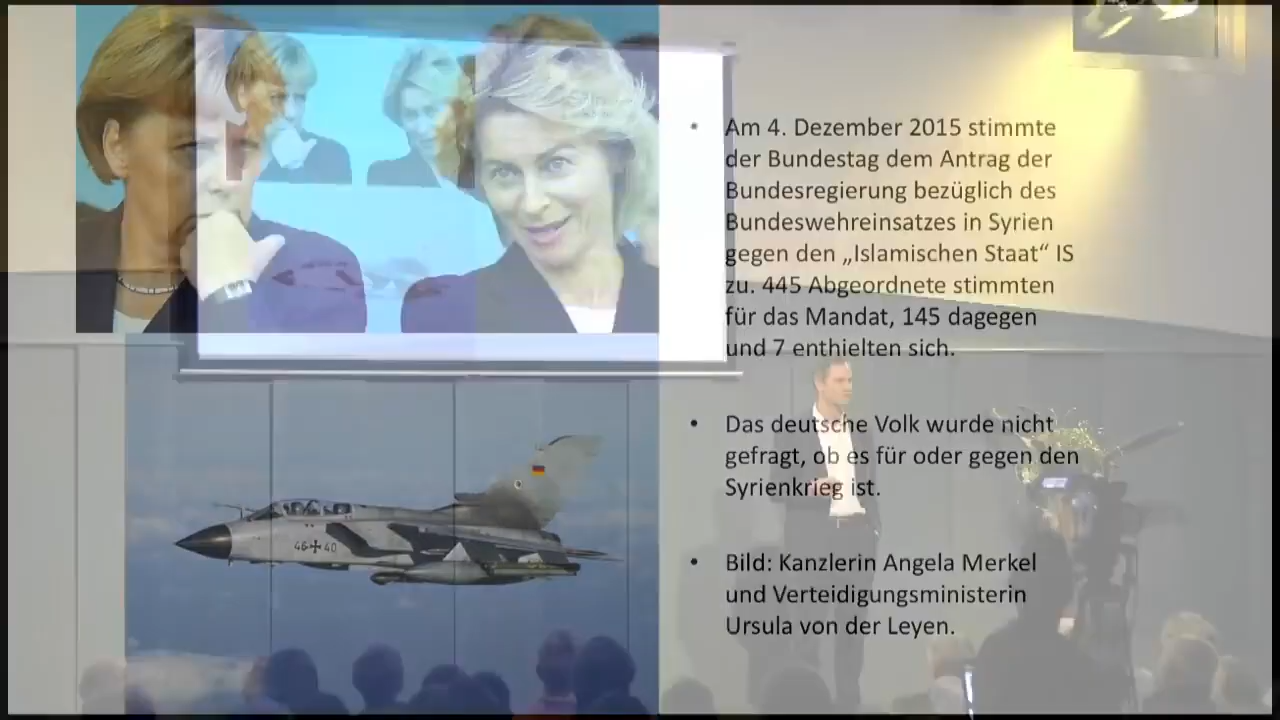 Am 4. Dezember 2015 stimmte
der Bundestag dem Antrag der
Bundesregierung bezüglich des
Bundeswehreinsatzes in Syrien
gegen den „Islamischen Staat“ IS
zu. 445 Abgeordnete stimmten
für das Mandat, 145 dagegen
und 7 enthielten sich.
Das deutsche Volk wurde nicht
gefragt, ob es für oder gegen den
Syrienkrieg ist.
Bild: Kanzlerin Angela Merkel
und Verteidigungsministerin
Ursula von der Leyen.
46 40